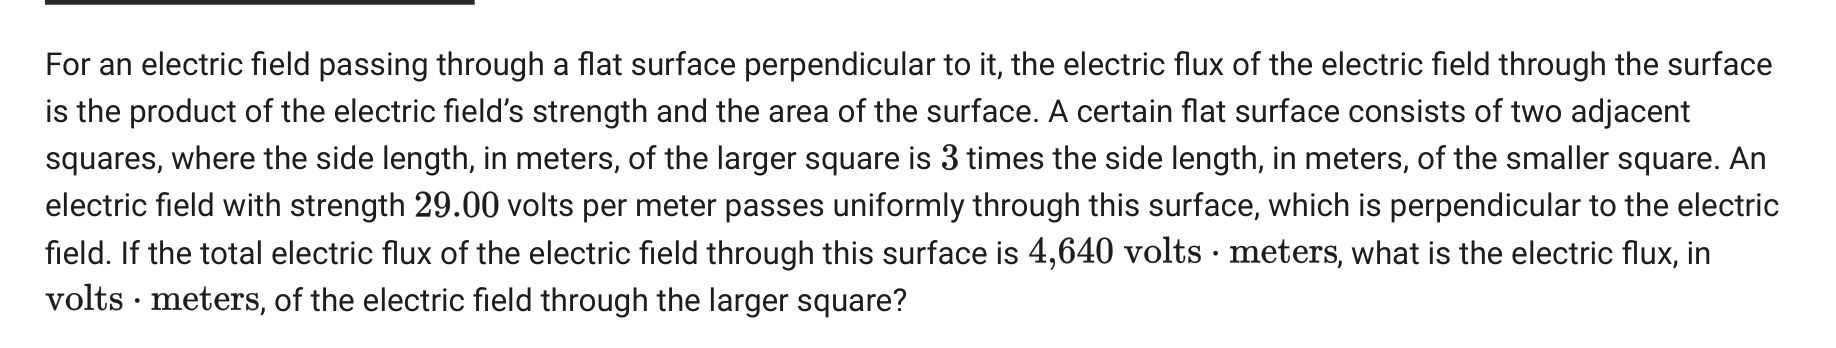 For an electric field passing through a flat surface perpendicular to it, the electric flux of the electric field through the surface
is the product of the electric field’s strength and the area of the surface. A certain flat surface consists of two adjacent
squares, where the side length, in meters, of the larger square is 3 times the side length, in meters, of the smaller square. An
electric field with strength 29.00 volts per meter passes uniformly through this surface, which is perpendicular to the electric
field. If the total electric flux of the electric field through this surface is 4,640 volts · meters, what is the electric flux, in
volts · meters, of the electric field through the larger square?